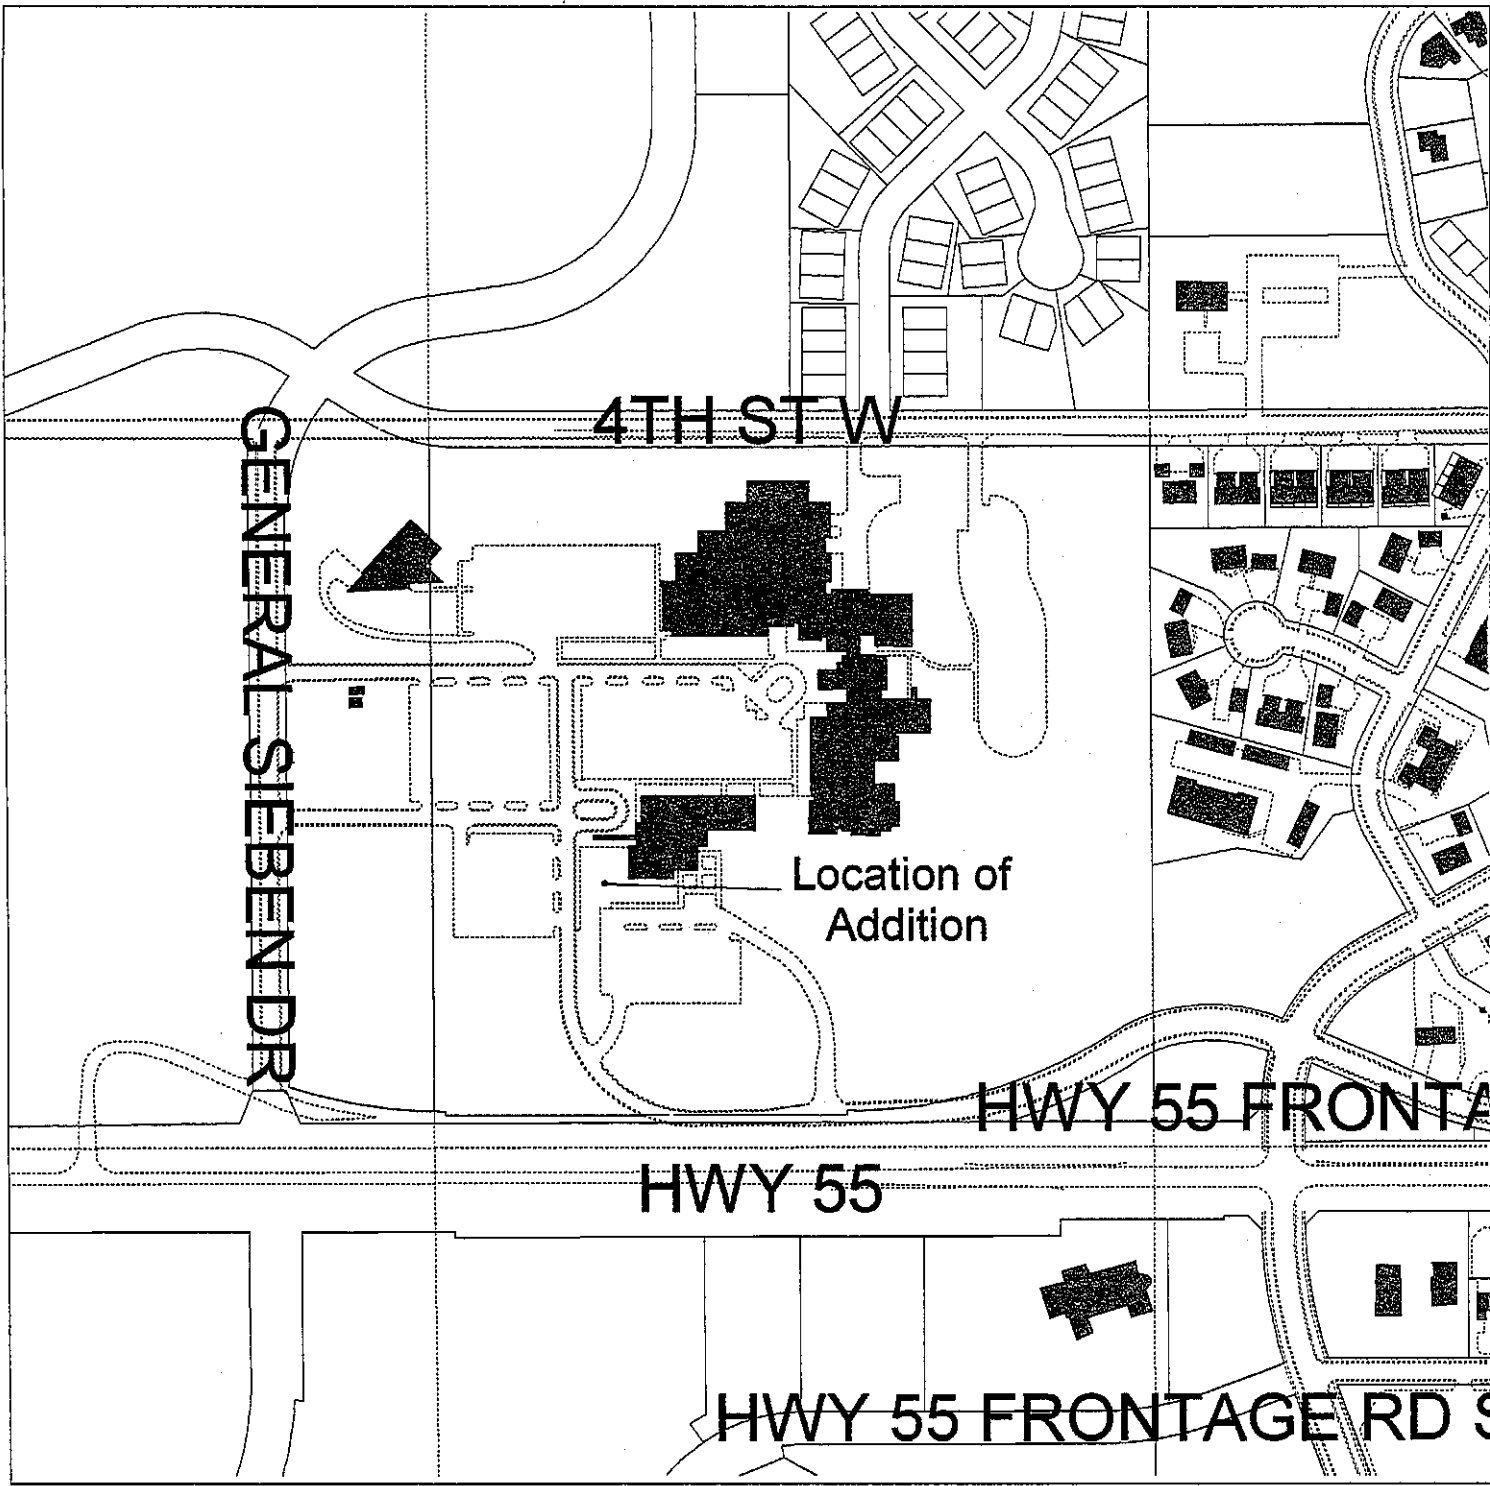 4TH ST W
GENERAL SIEBEN DR
Location of
Addition
HWY 55 FRONTA
HWY 55
HWY 55 FRONTAGE RD S